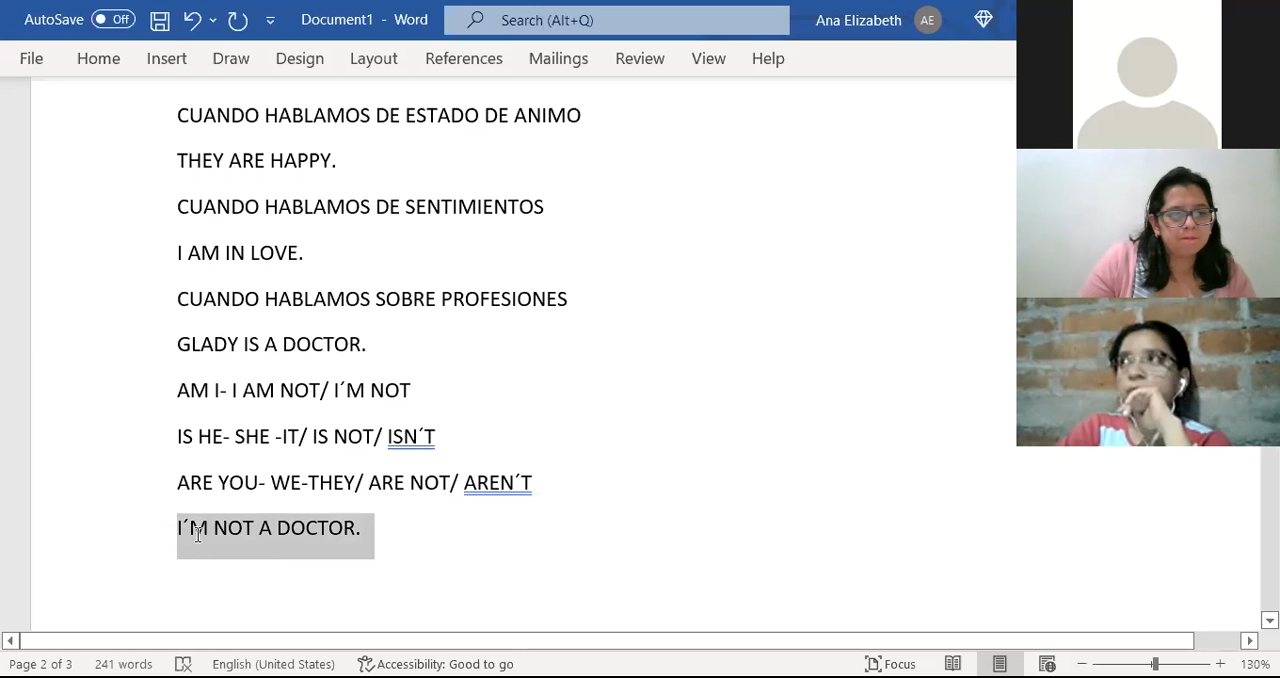 AutoSave Off Document1 - Word Search (Alt+Q) Ana Elizabeth AE
File Home Insert Draw Design Layout References Mailings Review View Help
CUANDO HABLAMOS DE ESTADO DE ANIMO
THEY ARE HAPPY.
CUANDO HABLAMOS DE SENTIMIENTOS
I AM IN LOVE.
CUANDO HABLAMOS SOBRE PROFESIONES
GLADY IS A DOCTOR.
AM I- I AM NOT/ I´M NOT
IS HE- SHE -IT/ IS NOT/ ISN´T
ARE YOU- WE-THEY/ ARE NOT/ AREN´T
I´M NOT A DOCTOR.
Page 2 of 3 241 words English (United States) Accessibility: Good to go Focus 130%